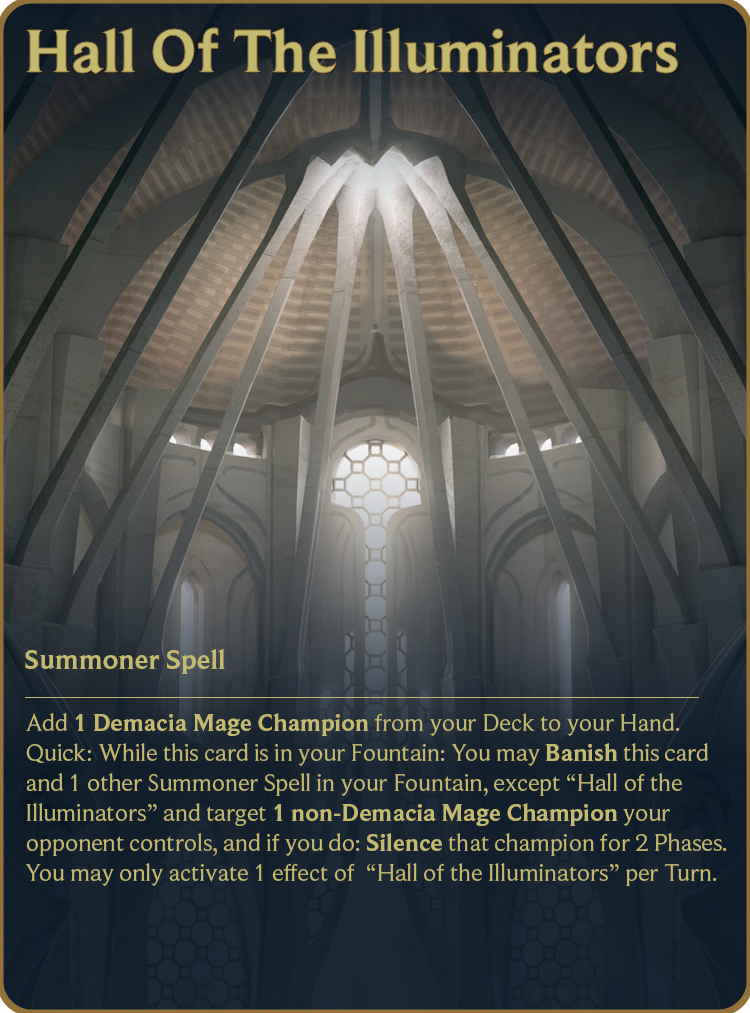 Hall Of The Illuminators
Summoner Spell
Add 1 Demacia Mage Champion from your Deck to your Hand.
Quick: While this card is in your Fountain: You may Banish this card
and 1 other Summoner Spell in your Fountain, except “Hall of the
Illuminators” and target 1 non-Demacia Mage Champion your
opponent controls, and if you do: Silence that champion for 2 Phases.
You may only activate 1 effect of  “Hall of the Illuminators” per Turn.